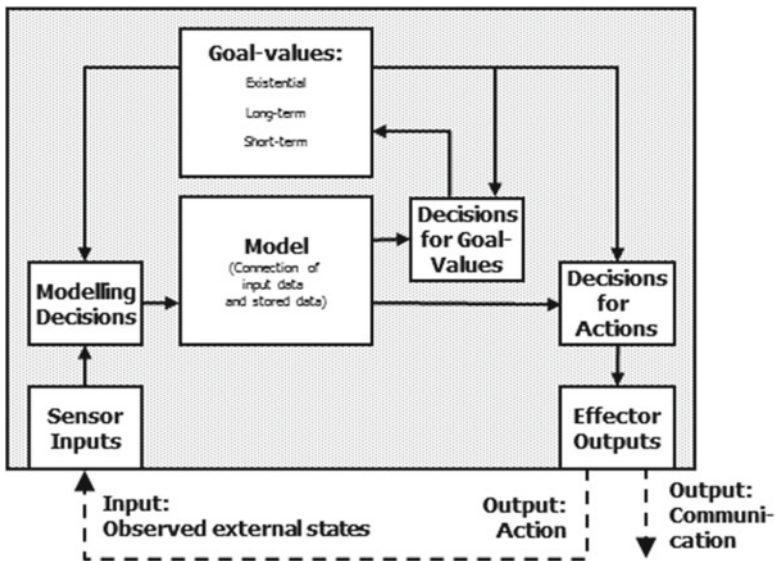 Goal-values:
Existential
Long-term
Short-term
Decisions
for Goal-
Values
Model
(Connection of
input data
and stored data)
Modelling
Decisions
Decisions
for
Actions
Sensor
Inputs
Effector
Outputs
Input:
Observed external states
Output:
Action
Output:
Communi-
cation